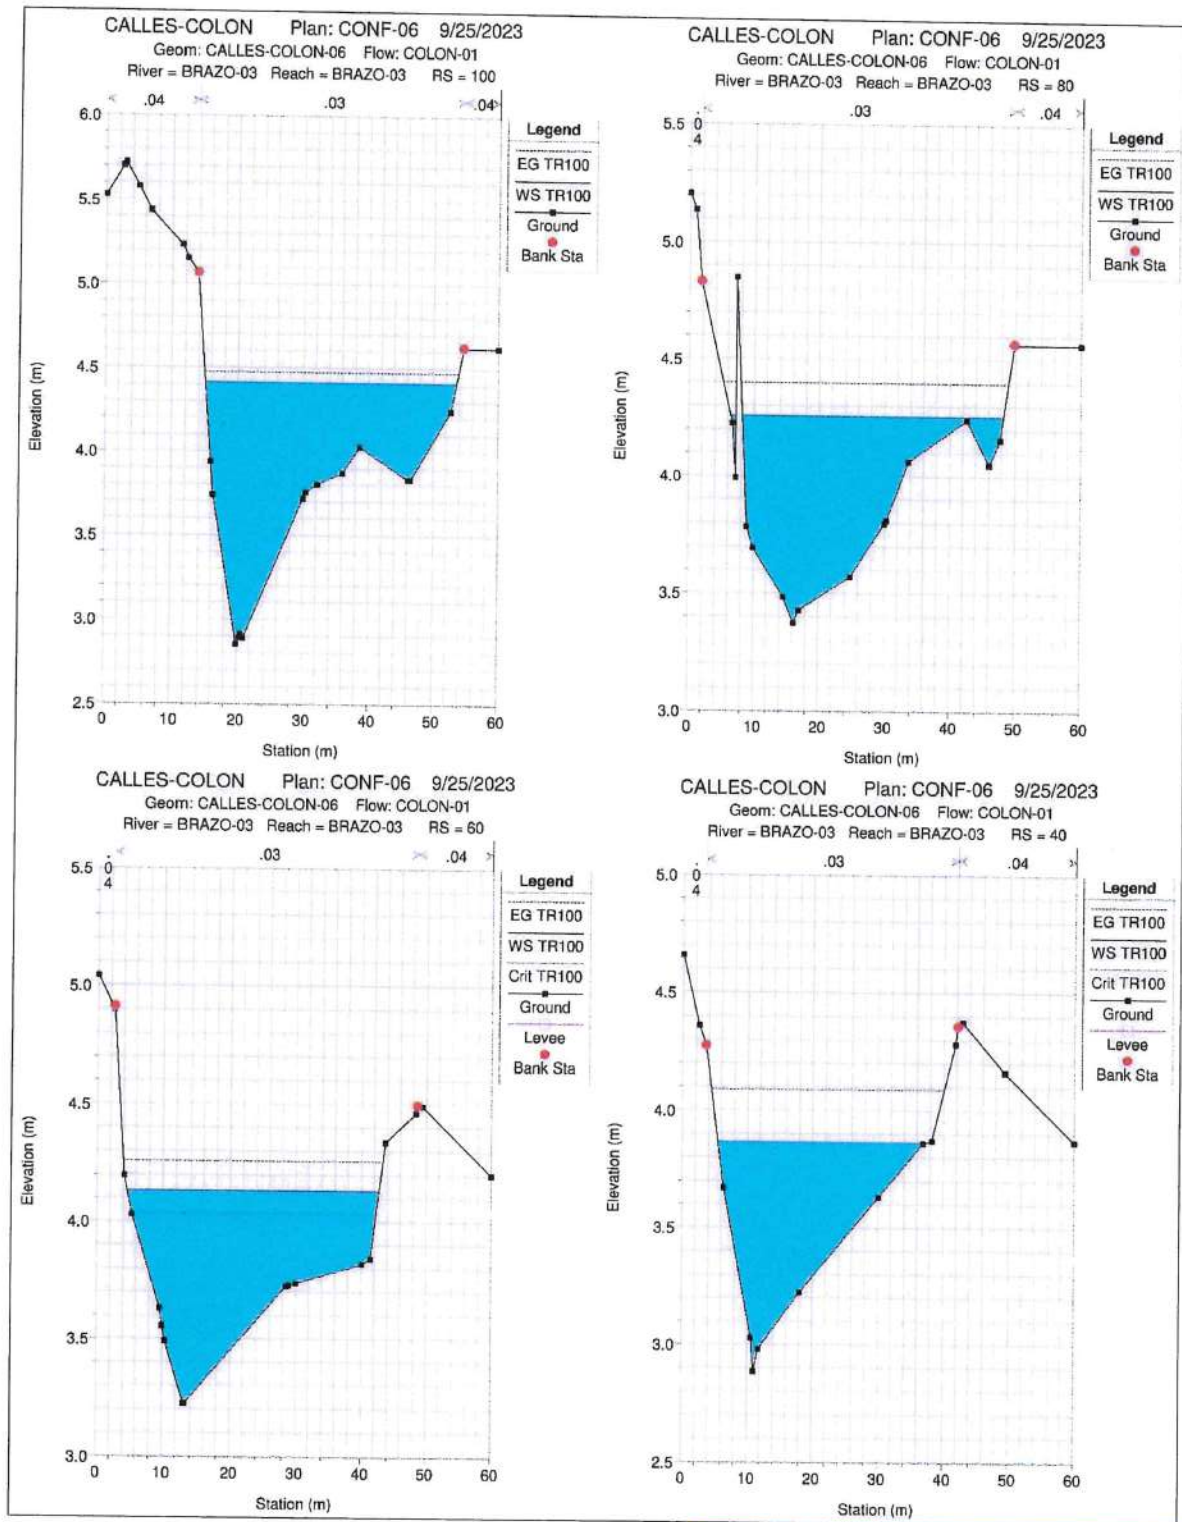 CALLES-COLON Plan: CONF-06 9/25/2023
Geom: CALLES-COLON-06 Flow: COLON-01
River = BRAZO-03 Reach = BRAZO-03 RS = 100
.04 .03 .04
6.0
5.5
5.0
4.5
4.0
3.5
3.0
2.5
Elevation (m)
0 10 20 30 40 50 60
Station (m)
Legend
EG TR100
WS TR100
Ground
Bank Sta
CALLES-COLON Plan: CONF-06 9/25/2023
Geom: CALLES-COLON-06 Flow: COLON-01
River = BRAZO-03 Reach = BRAZO-03 RS = 80
.
0
4
.03 .04
5.5
5.0
4.5
4.0
3.5
3.0
Elevation (m)
0 10 20 30 40 50 60
Station (m)
Legend
EG TR100
WS TR100
Ground
Bank Sta
CALLES-COLON Plan: CONF-06 9/25/2023
Geom: CALLES-COLON-06 Flow: COLON-01
River = BRAZO-03 Reach = BRAZO-03 RS = 60
.
0
4
.03 .04
5.5
5.0
4.5
4.0
3.5
3.0
Elevation (m)
0 10 20 30 40 50 60
Station (m)
Legend
EG TR100
WS TR100
Crit TR100
Ground
Levee
Bank Sta
CALLES-COLON Plan: CONF-06 9/25/2023
Geom: CALLES-COLON-06 Flow: COLON-01
River = BRAZO-03 Reach = BRAZO-03 RS = 40
.
0
4
.03 .04
5.0
4.5
4.0
3.5
3.0
2.5
Elevation (m)
0 10 20 30 40 50 60
Station (m)
Legend
EG TR100
WS TR100
Crit TR100
Ground
Levee
Bank Sta